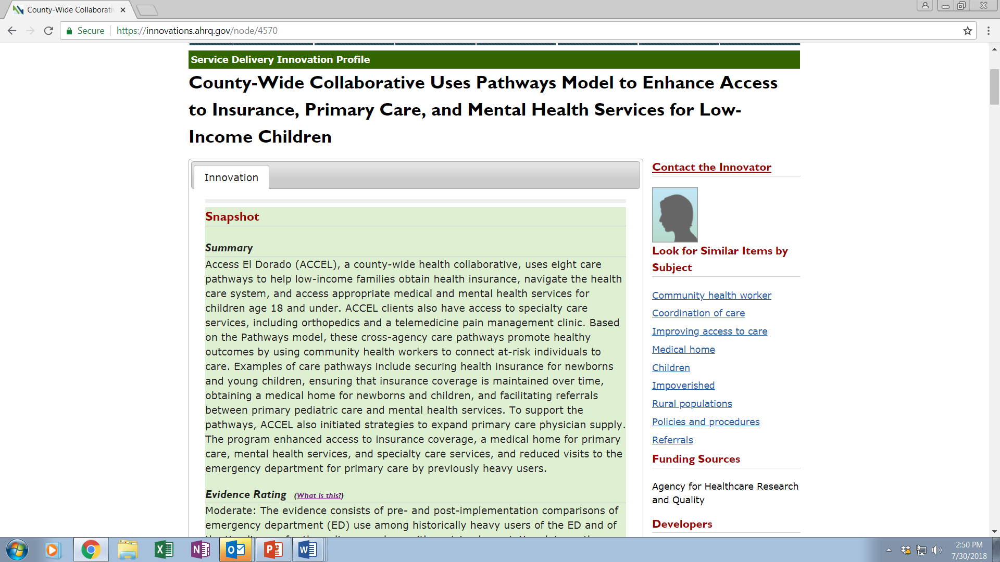 County-Wide Collaborati
Secure
https://innovations.ahrq.gov/node/4570
Service Delivery Innovation Profile
County-Wide Collaborative Uses Pathways Model to Enhance Access
to Insurance, Primary Care, and Mental Health Services for Low-
Income Children
Innovation
Snapshot
Summary
Access El Dorado (ACCEL), a county-wide health collaborative, uses eight care
pathways to help low-income families obtain health insurance, navigate the health
care system, and access appropriate medical and mental health services for
children age 18 and under. ACCEL clients also have access to specialty care
services, including orthopedics and a telemedicine pain management clinic. Based
on the Pathways model, these cross-agency care pathways promote healthy
outcomes by using community health workers to connect at-risk individuals to
care. Examples of care pathways include securing health insurance for newborns
and young children, ensuring that insurance coverage is maintained over time,
obtaining a medical home for newborns and children, and facilitating referrals
between primary pediatric care and mental health services. To support the
pathways, ACCEL also initiated strategies to expand primary care physician supply.
The program enhanced access to insurance coverage, a medical home for primary
care, mental health services, and specialty care services, and reduced visits to the
emergency department for primary care by previously heavy users.
Evidence Rating (What is this?)
Moderate: The evidence consists of pre- and post-implementation comparisons of
emergency department (ED) use among historically heavy users of the ED and of
Contact the Innovator
Look for Similar Items by
Subject
Community health worker
Coordination of care
Improving access to care
Medical home
Children
Impoverished
Rural populations
Policies and procedures
Referrals
Funding Sources
Agency for Healthcare Research
and Quality
Developers
2:50 PM
7/30/2018